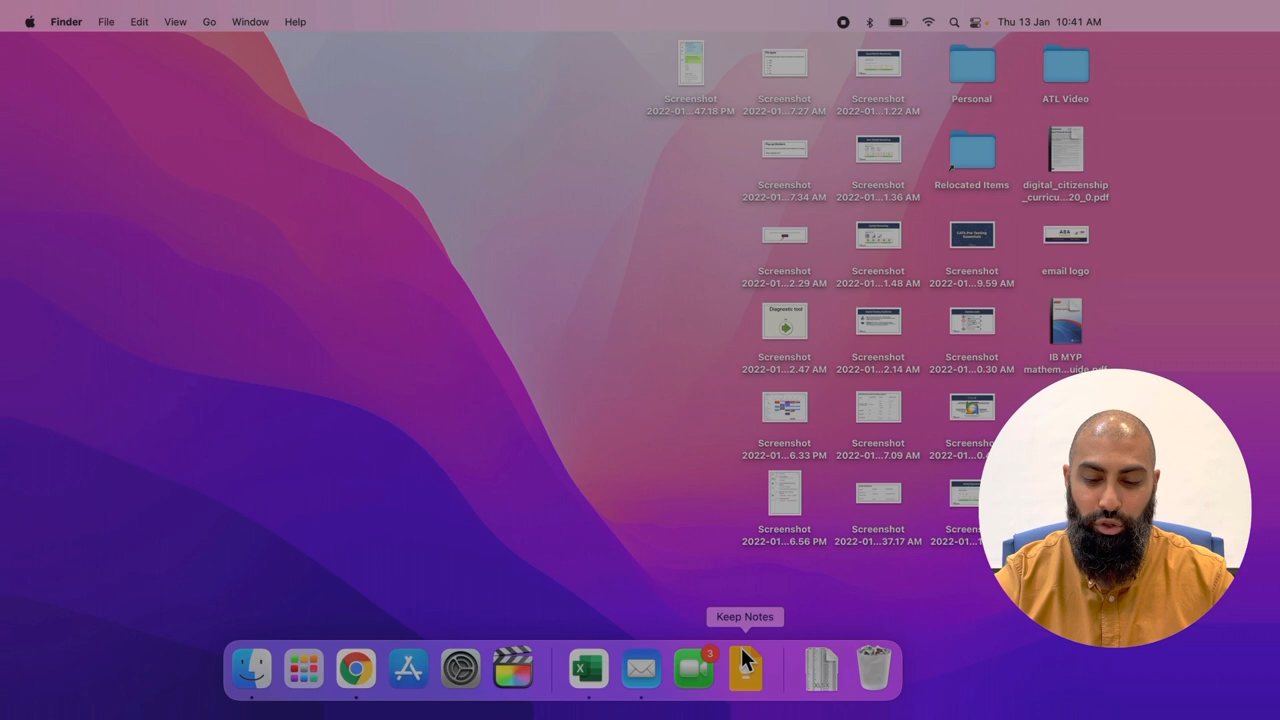 Finder File Edit View Go Window Help Thu 13 Jan 10:41 AM
Screenshot
2022-01...47.18 PM
Screenshot
2022-01...7.27 AM
Screenshot
2022-01...1.22 AM
Personal
ATL Video
Screenshot
2022-01...7.34 AM
Screenshot
2022-01...1.36 AM
Relocated Items
digital_citizenship
_curricu...20_0.pdf
Screenshot
2022-01...2.29 AM
Screenshot
2022-01...1.48 AM
Screenshot
2022-01...9.59 AM
email logo
Diagnostic tool
Screenshot
2022-01...2.47 AM
Screenshot
2022-01...2.14 AM
Screenshot
2022-01...0.30 AM
IB MYP
mathem...uide.pdf
Screenshot
2022-01...6.33 PM
Screenshot
2022-01...7.09 AM
Screenshot
Screenshot
2022-01...6.56 PM
Screenshot
2022-01...37.17 AM
Keep Notes
3